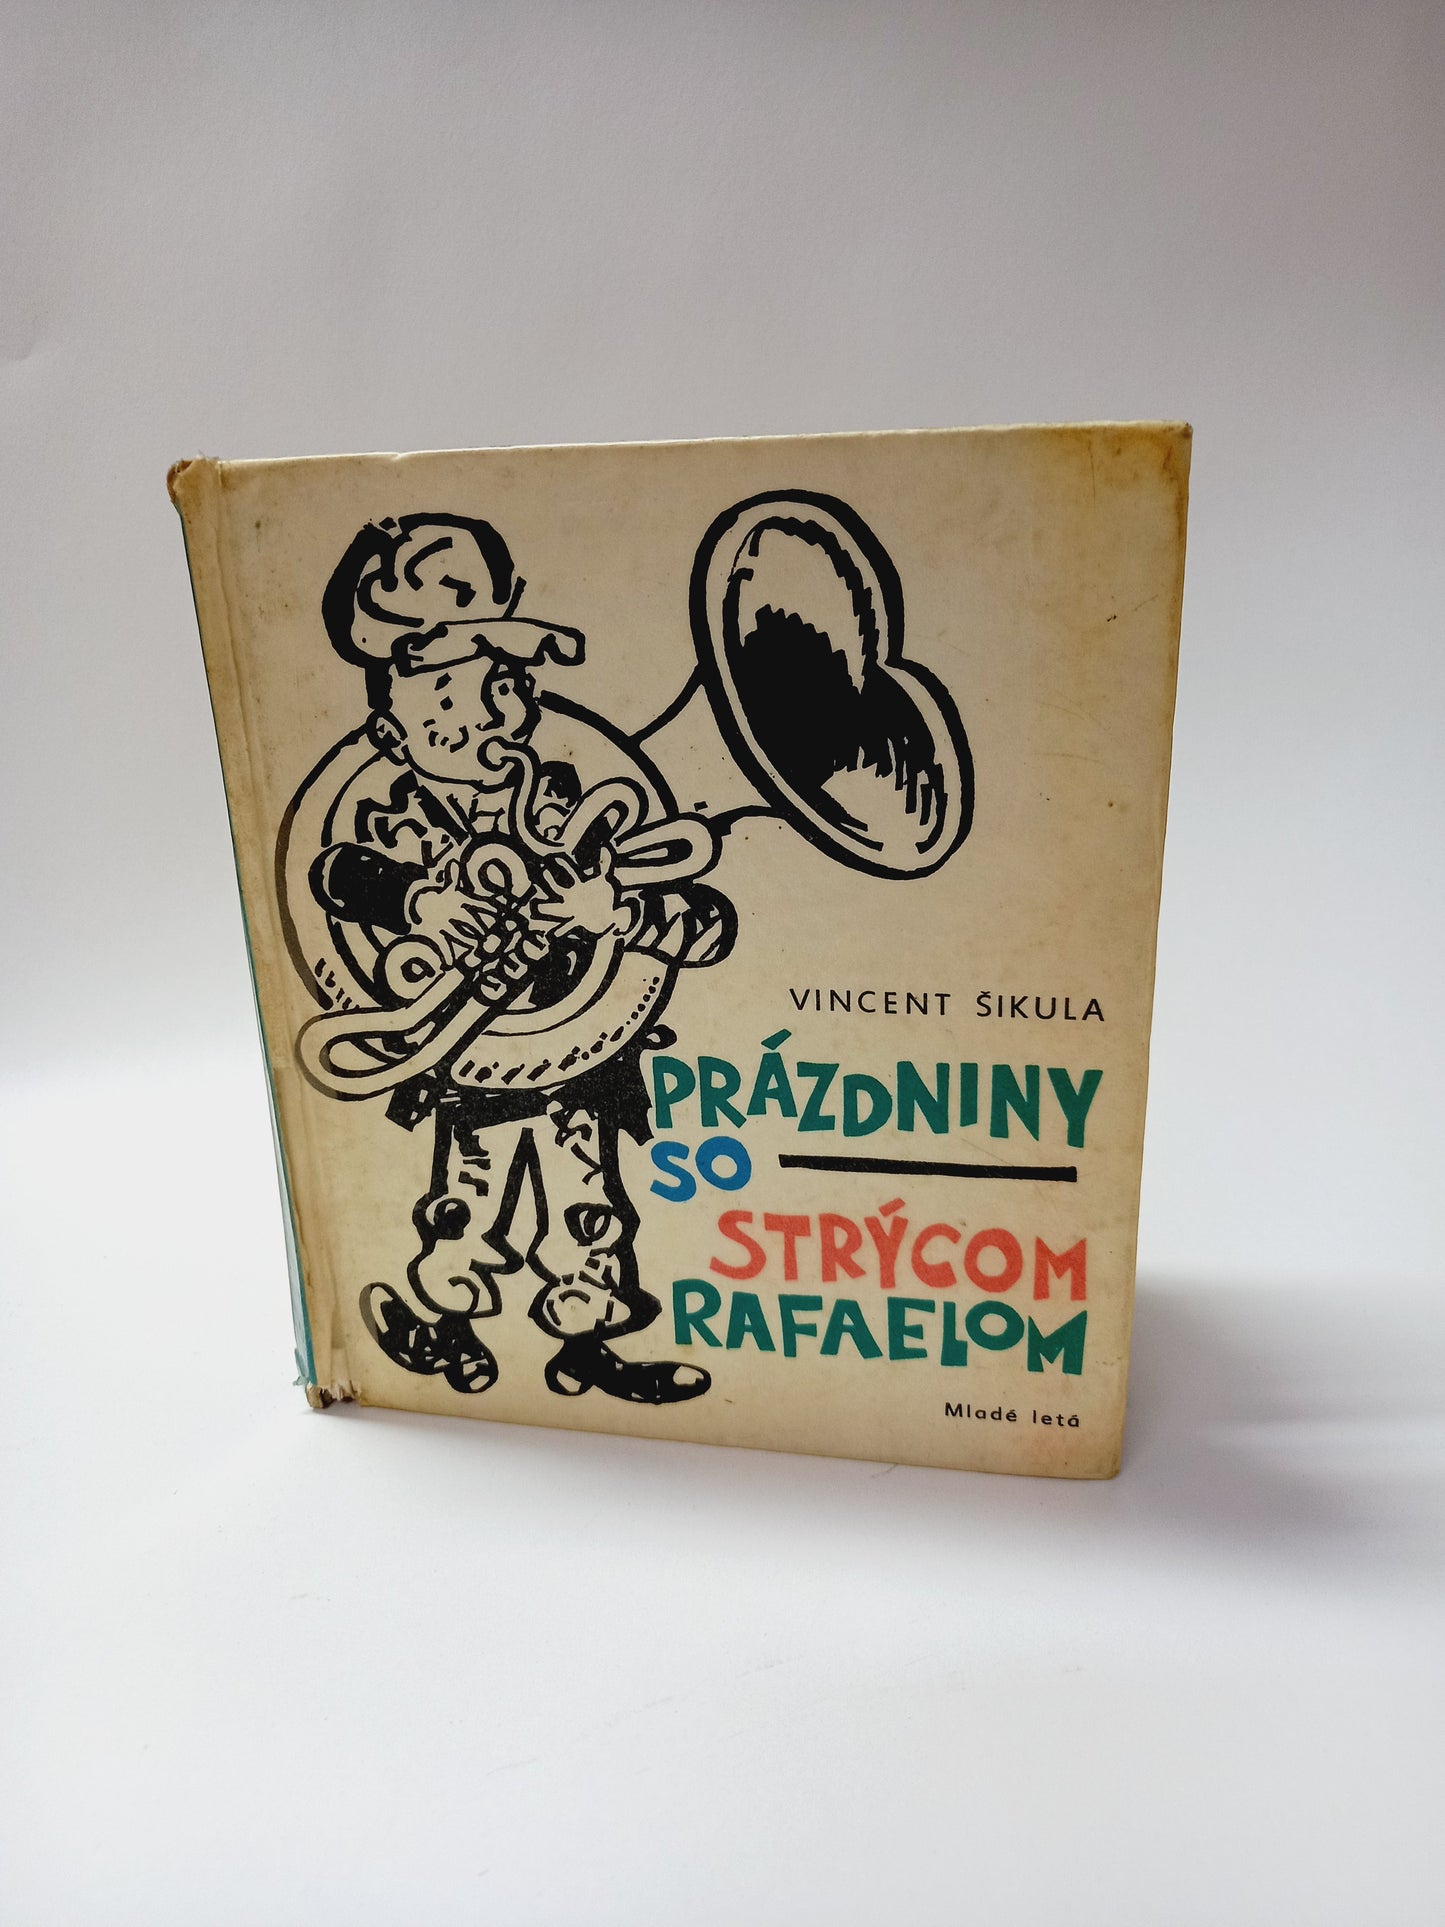 VINCENT ŠIKULA
PRÁZDNINY
SO
STRÝCOM
RAFAELOM
Mladé letá